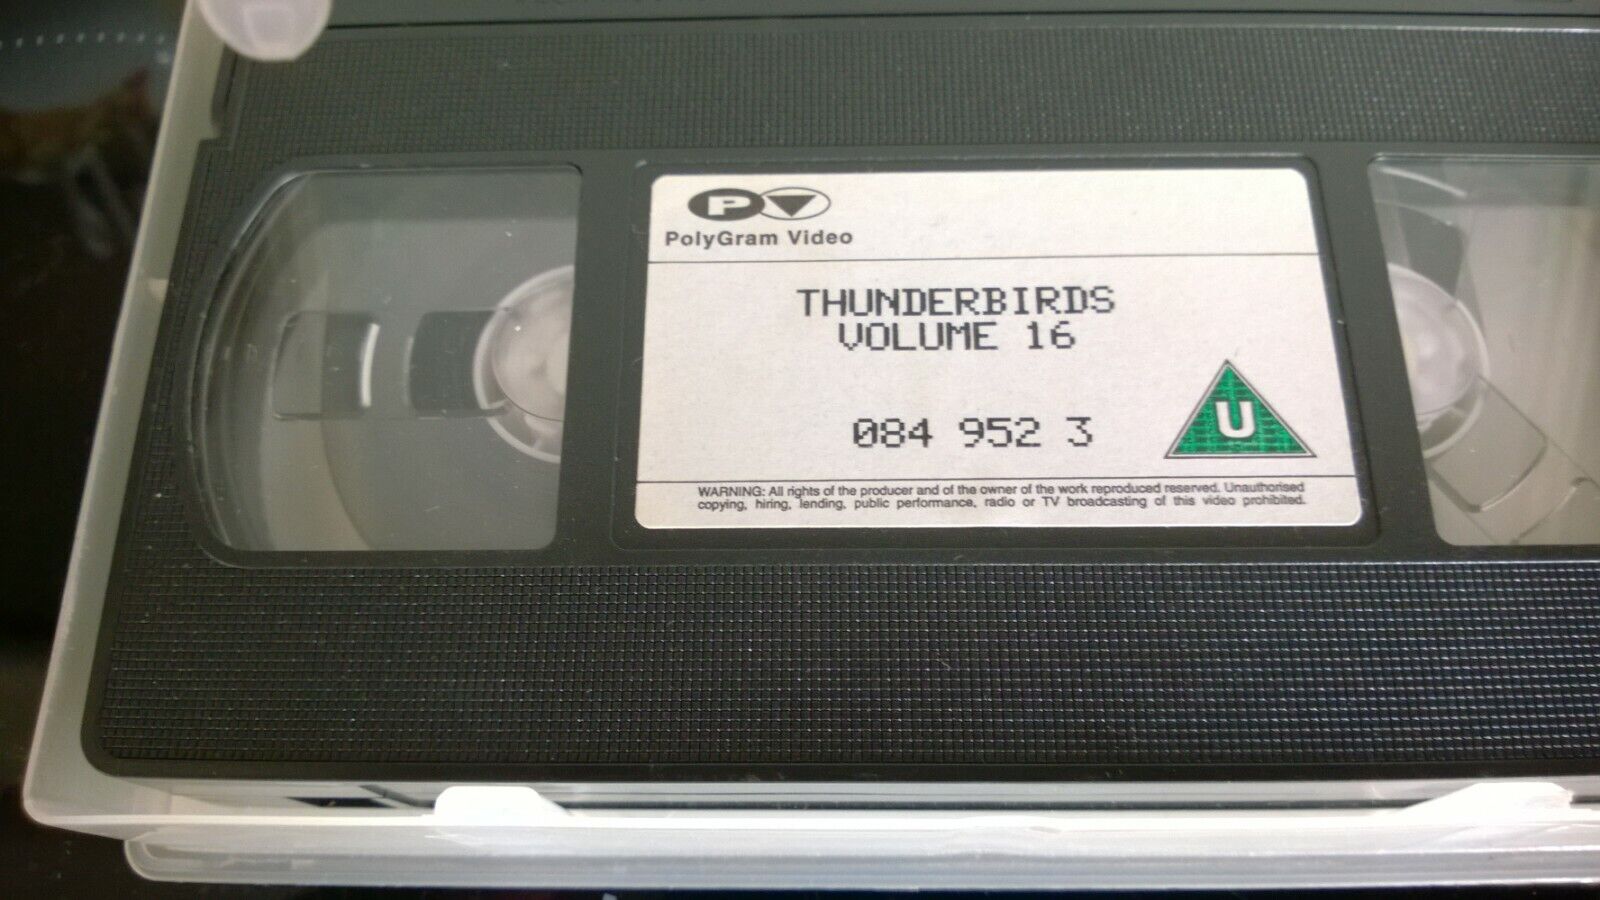 P
PolyGram Video
THUNDERBIRDS
VOLUME 16
084 952 3
U
WARNING: All rights of the producer and of the owner of the work reproduced reserved. Unauthorised
copying, hiring, lending, public performance, radio or TV broadcasting of this video prohibited.